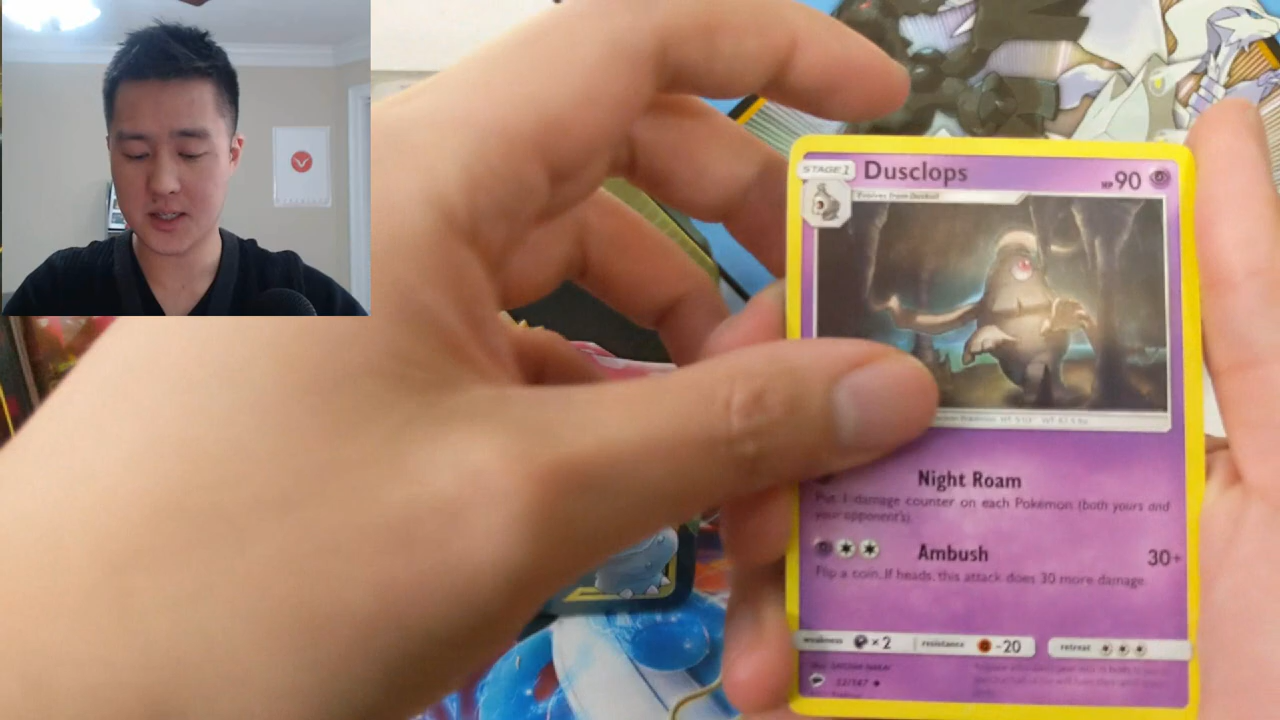 STAGE 1
Dusclops
HP 90
Evolves from Duskull
Night Roam
Put 1 damage counter on each Pokémon (both yours and
your opponent's).
Ambush 30+
Flip a coin. If heads, this attack does 30 more damage.
weakness ×2 resistance -20 retreat
/147